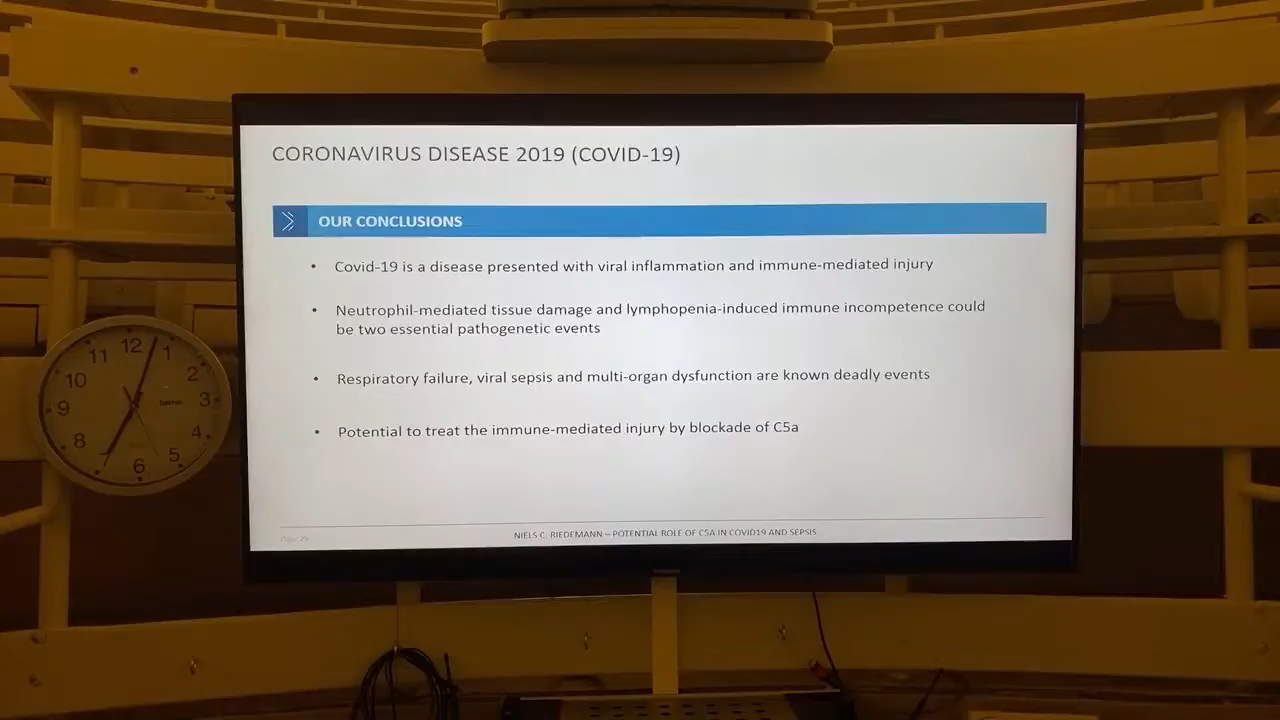 CORONAVIRUS DISEASE 2019 (COVID-19)
OUR CONCLUSIONS
• Covid-19 is a disease presented with viral inflammation and immune-mediated injury
• Neutrophil-mediated tissue damage and lymphopenia-induced immune incompetence could
be two essential pathogenetic events
• Respiratory failure, viral sepsis and multi-organ dysfunction are known deadly events
• Potential to treat the immune-mediated injury by blockade of C5a
NIELS C. RIEDEMANN – POTENTIAL ROLE OF C5A IN COVID19 AND SEPSIS
12
1
2
3
4
5
6
8
9
10
11